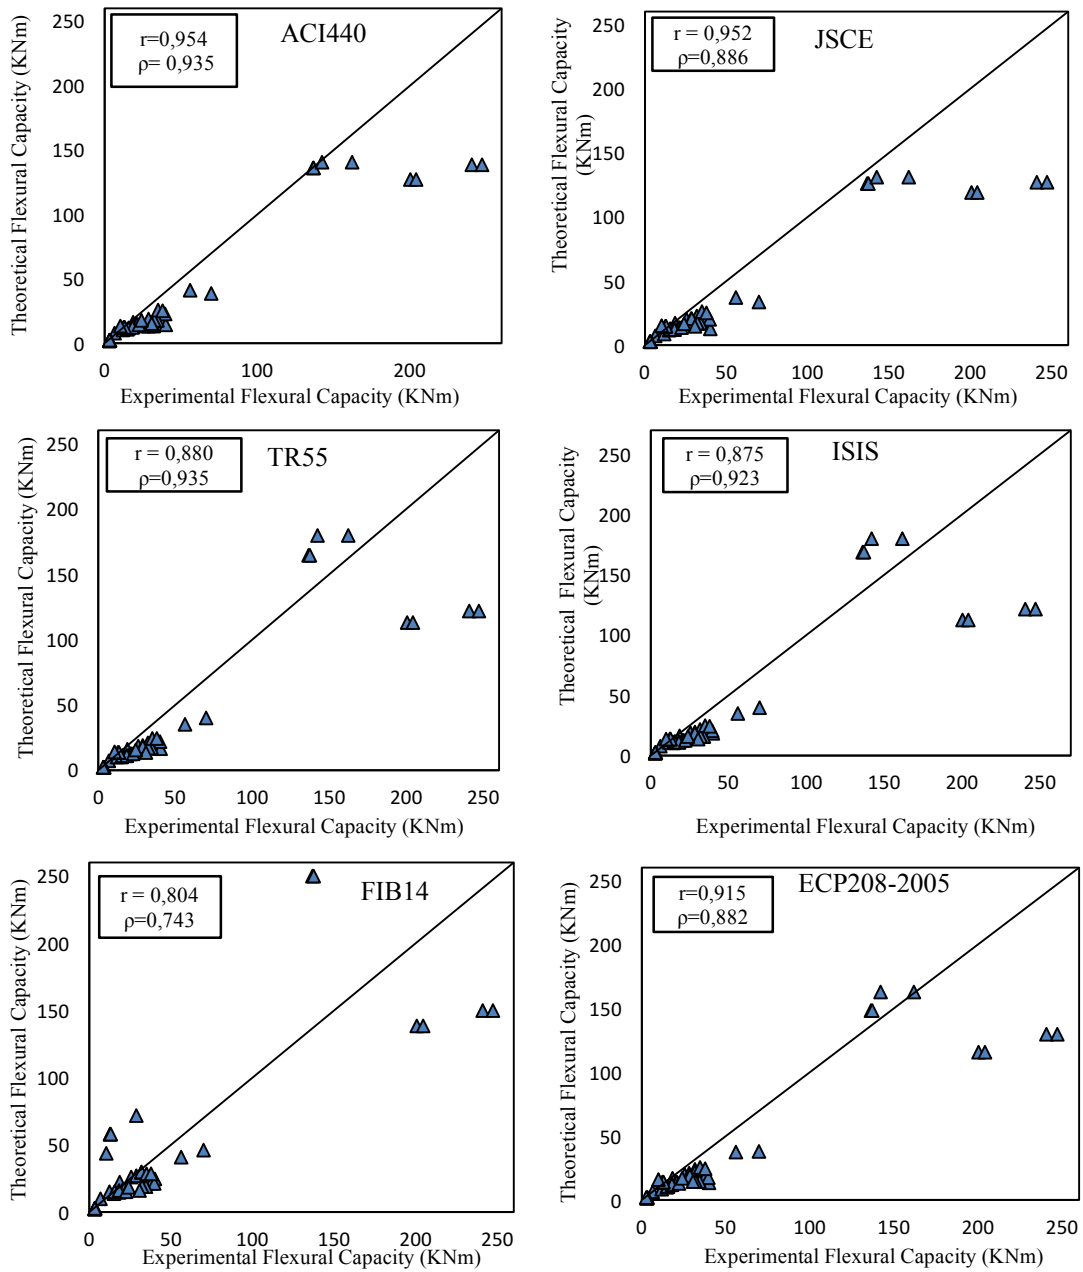 ACI440
r=0,954
ρ= 0,935
Theoretical Flexural Capacity (KNm)
250
200
150
100
50
0
0 100 200
Experimental Flexural Capacity (KNm)
JSCE
r = 0,952
ρ=0,886
Theoretical Flexural Capacity
(KNm)
250
200
150
100
50
0
0 50 100 150 200 250
Experimental Flexural Capacity (KNm)
TR55
r = 0,880
ρ=0,935
Theoretical Flexural Capacity (KNm)
250
200
150
100
50
0
0 50 100 150 200 250
Experimental Flexural Capacity (KNm)
ISIS
r = 0,875
ρ=0,923
Theoretical Flexural Capacity
(KNm)
250
200
150
100
50
0
0 50 100 150 200 250
Experimental Flexural Capacity (KNm)
FIB14
r = 0,804
ρ=0,743
Theoretical Flexural Capacity (KNm)
250
200
150
100
50
0
0 50 100 150 200 250
Experimental Flexural Capacity (KNm)
ECP208-2005
r=0,915
ρ=0,882
Theoretical Flexural Capacity (KNm)
250
200
150
100
50
0
0 50 100 150 200 250
Experimental Flexural Capacity (KNm)